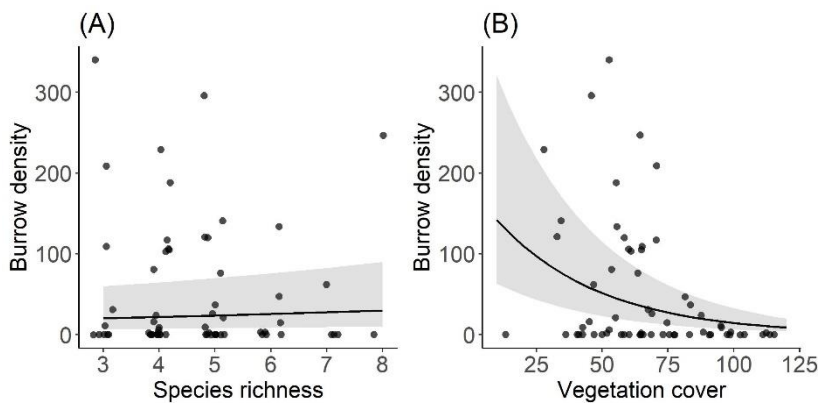 (A)
Burrow density
300
200
100
0
3 4 5 6 7 8
Species richness
(B)
Burrow density
300
200
100
0
25 50 75 100 125
Vegetation cover